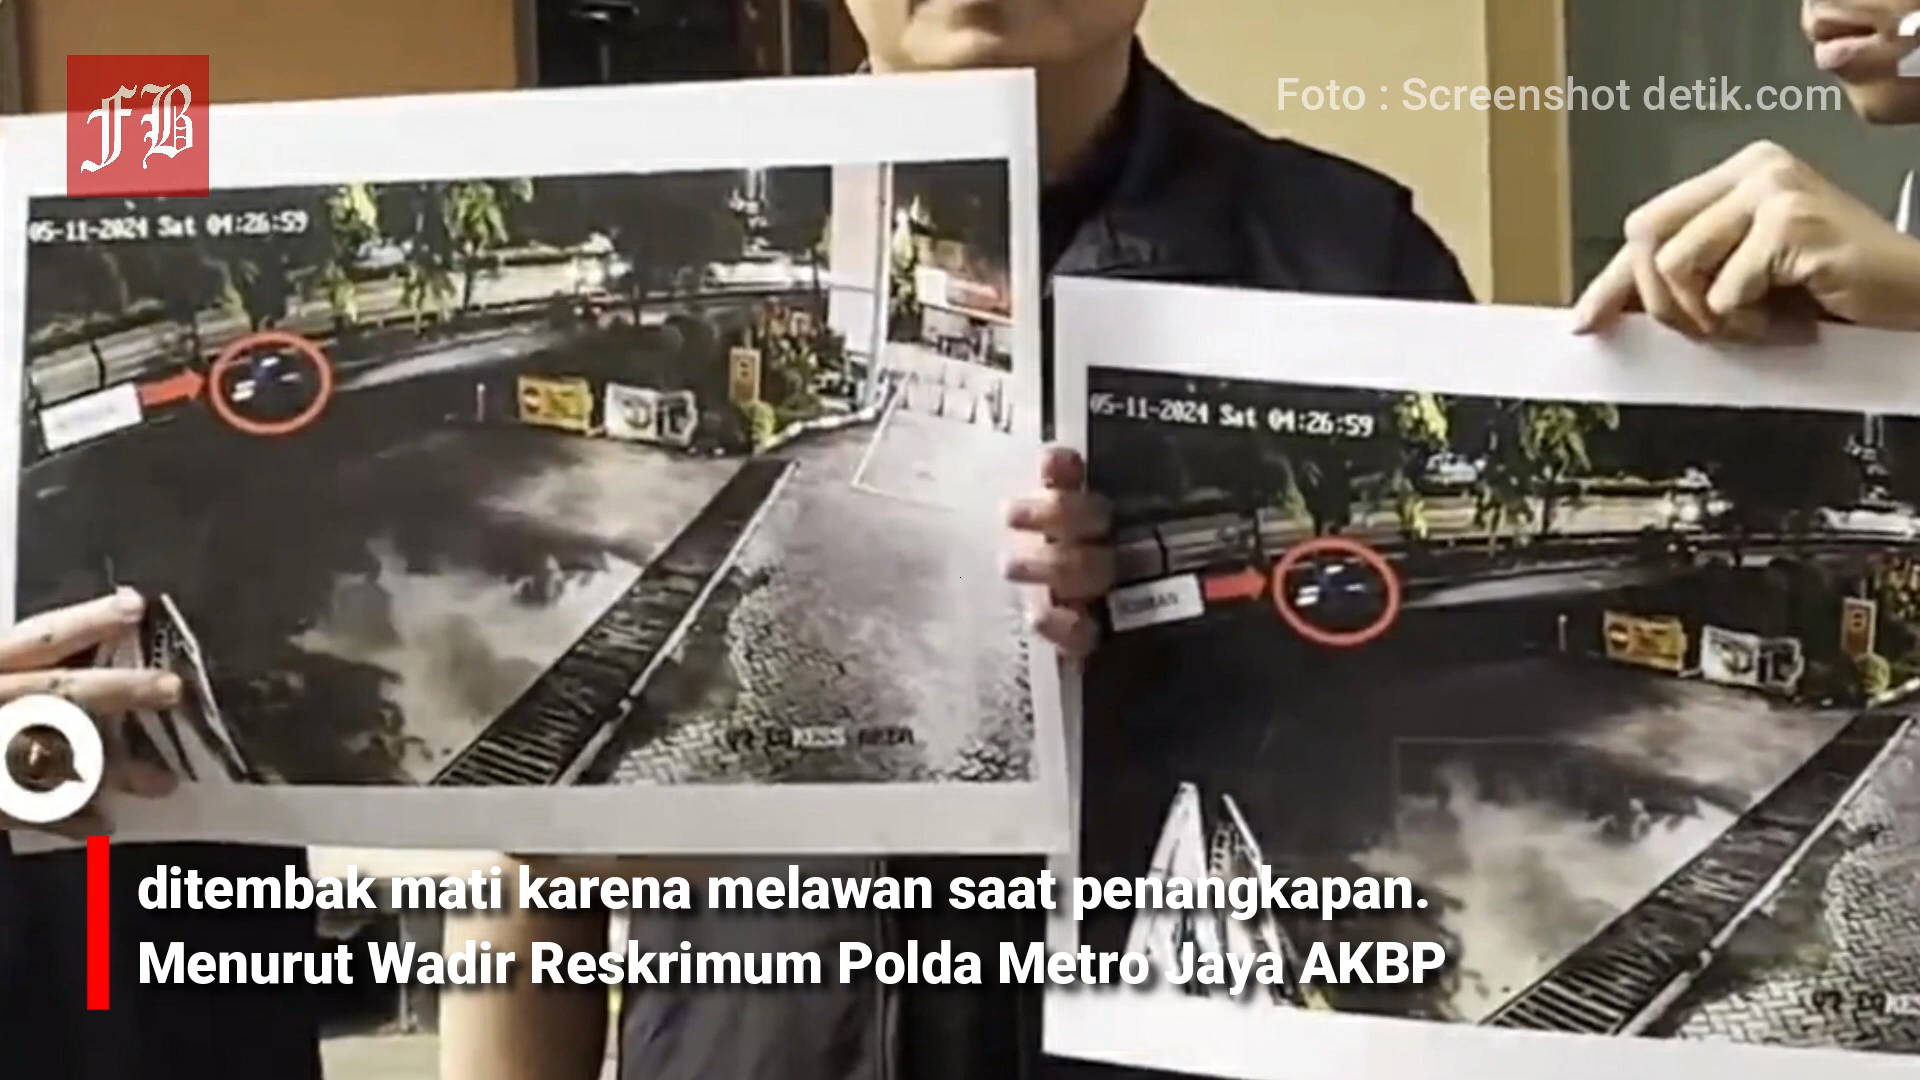 FB
Foto : Screenshot detik.com
05-11-2024 Sat 04:26:59
05-11-2024 Sat 04:26:59
KORBAN
ditembak mati karena melawan saat penangkapan.
Menurut Wadir Reskrimum Polda Metro Jaya AKBP